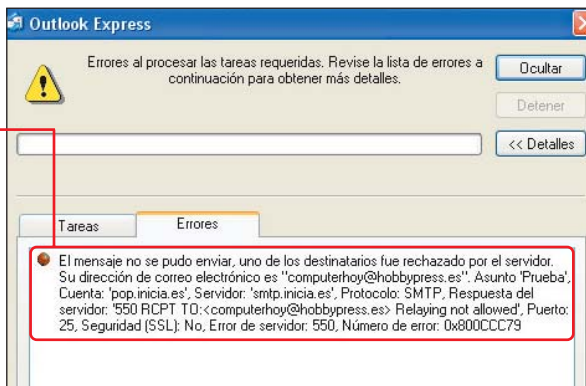 Outlook Express
Errores al procesar las tareas requeridas. Revise la lista de errores a
continuación para obtener más detalles.
Ocultar
Detener
<< Detalles
Tareas
Errores
El mensaje no se pudo enviar, uno de los destinatarios fue rechazado por el servidor.
Su dirección de correo electrónico es "computerhoy@hobbypress.es". Asunto 'Prueba',
Cuenta: 'pop.inicia.es', Servidor: 'smtp.inicia.es', Protocolo: SMTP, Respuesta del
servidor: '550 RCPT TO:<computerhoy@hobbypress.es> Relaying not allowed', Puerto:
25, Seguridad (SSL): No, Error de servidor: 550, Número de error: 0x800CCC79